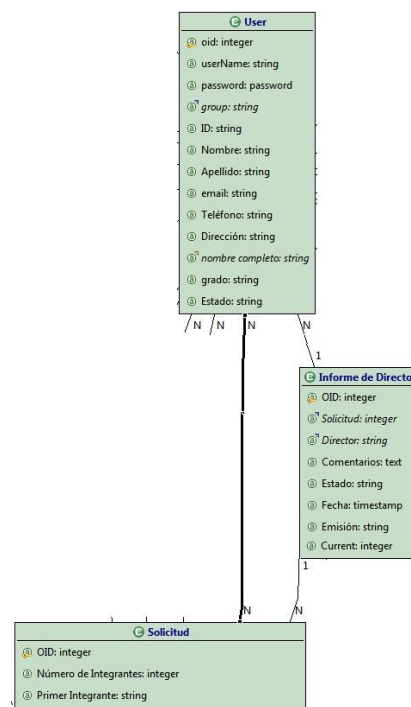 User
oid: integer
userName: string
password: password
group: string
ID: string
Nombre: string
Apellido: string
email: string
Teléfono: string
Dirección: string
nombre completo: string
grado: string
Estado: string
N N N N
1
Informe de Directo
OID: integer
Solicitud: integer
Director: string
Comentarios: text
Estado: string
Fecha: timestamp
Emisión: string
Current: integer
1
N N
Solicitud
OID: integer
Número de Integrantes: integer
Primer Integrante: string